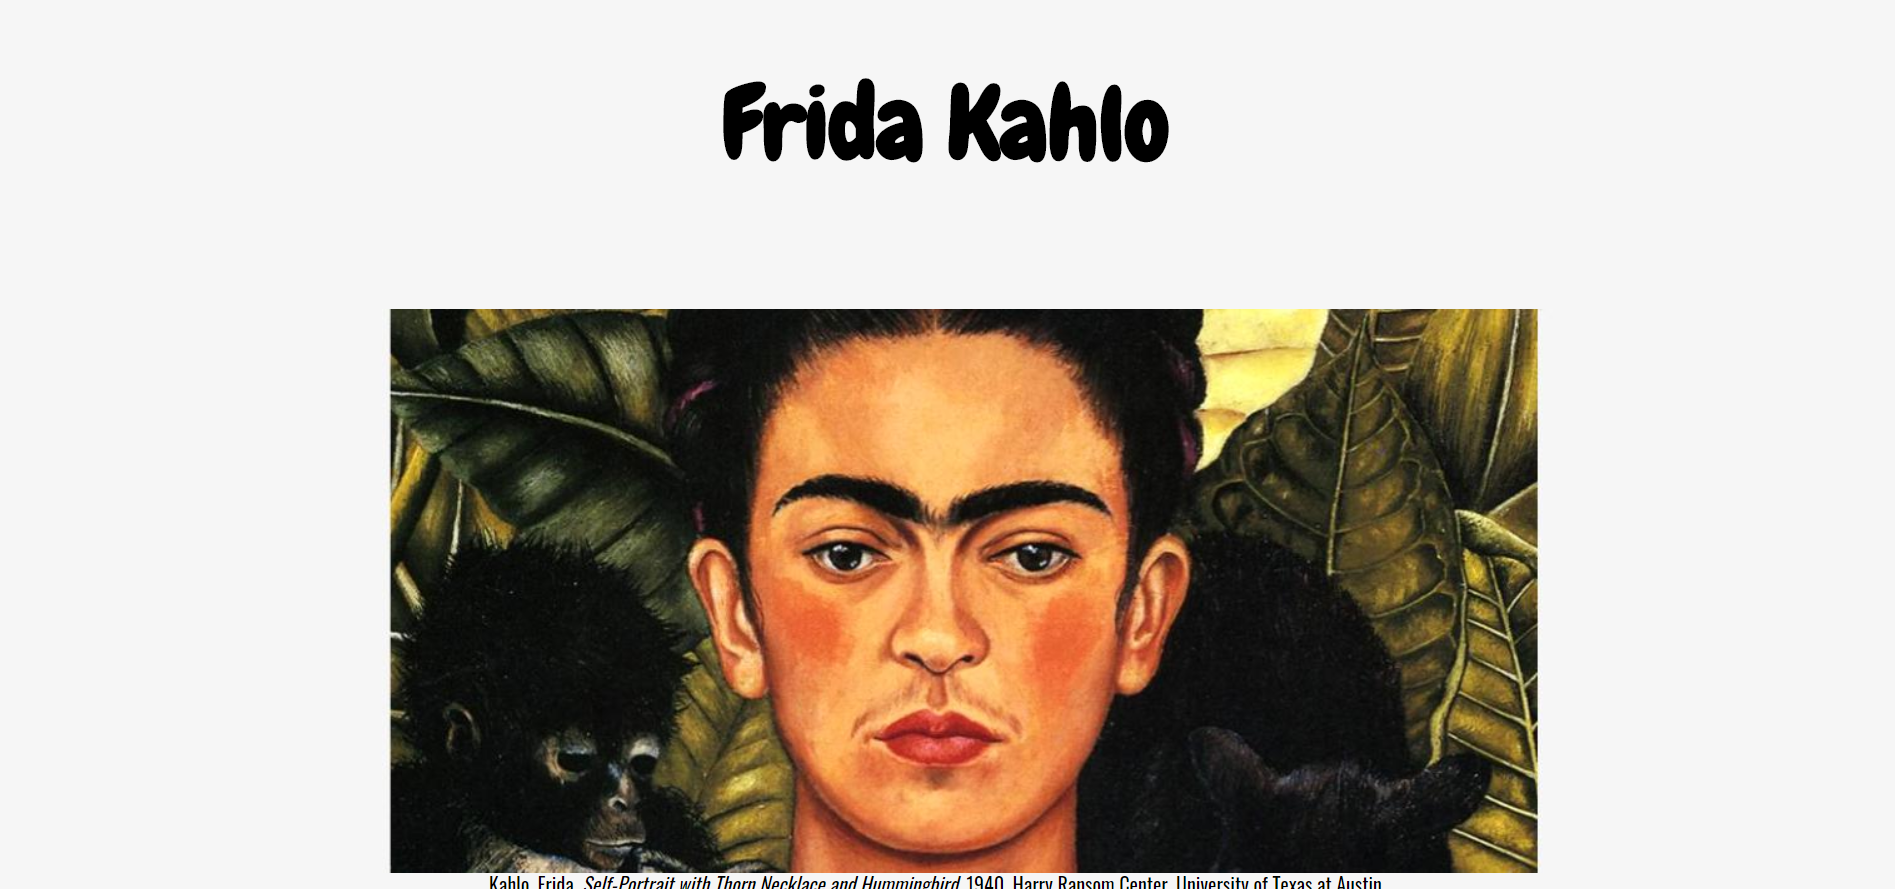 Frida Kahlo
Kahlo, Frida. Self-Portrait with Thorn Necklace and Hummingbird. 1940. Harry Ransom Center, University of Texas at Austin.